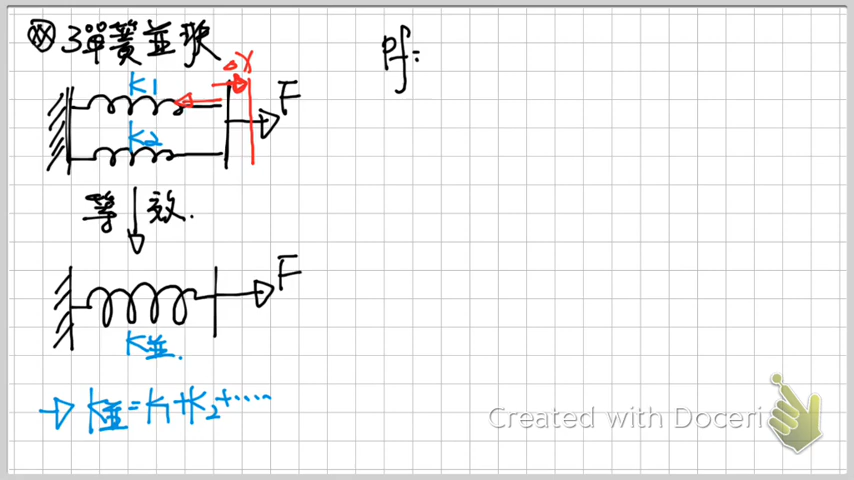 ※ 3彈簧並聯
Δx
K1
F
K2
等效.
F
K並.
→ K並=K1+K2+....
pf:
Created with Doceri